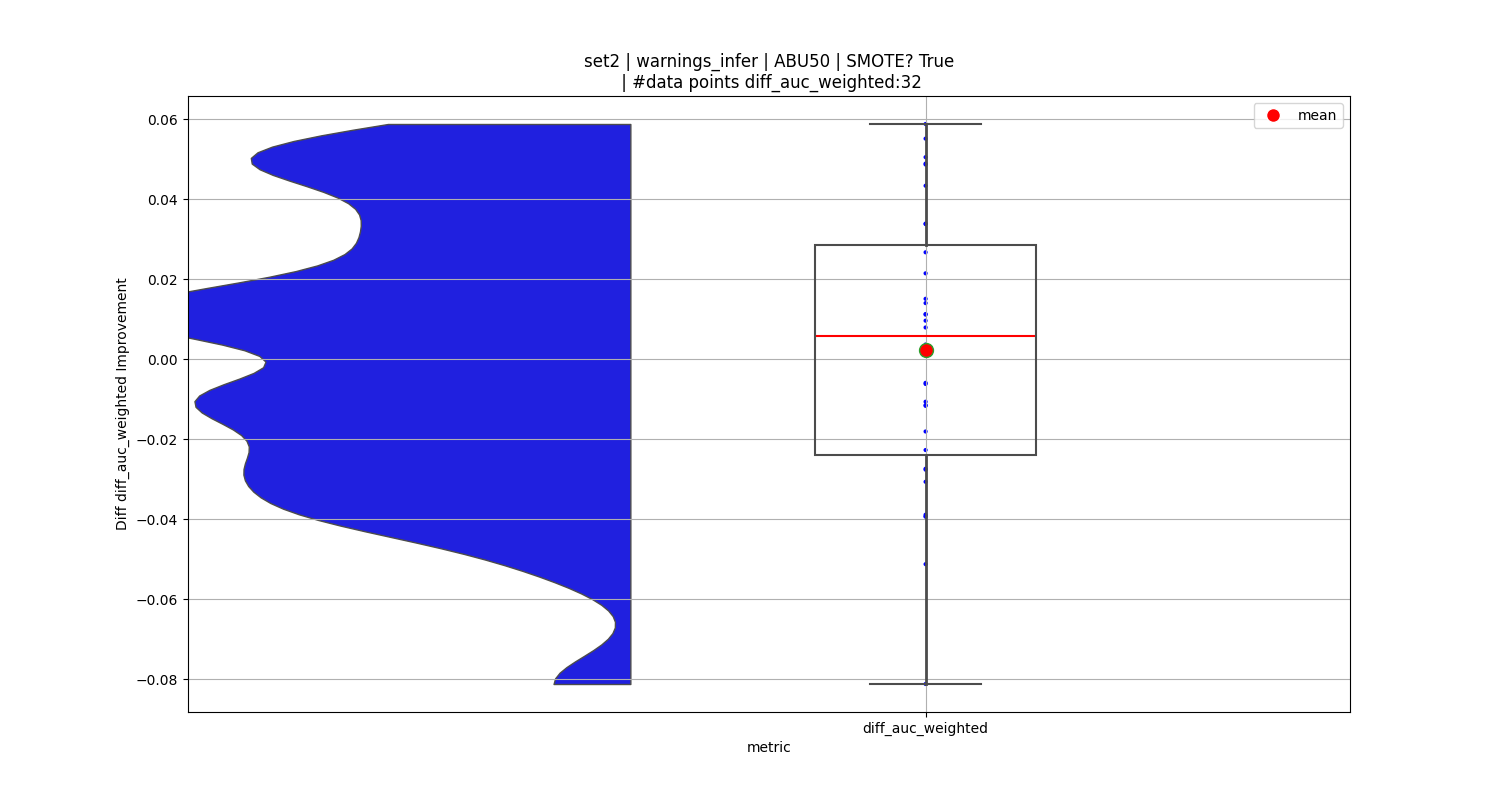 set2 | warnings_infer | ABU50 | SMOTE? True
| #data points diff_auc_weighted:32
mean
0.06
0.04
0.02
0.00
−0.02
−0.04
−0.06
−0.08
Diff diff_auc_weighted Improvement
diff_auc_weighted
metric